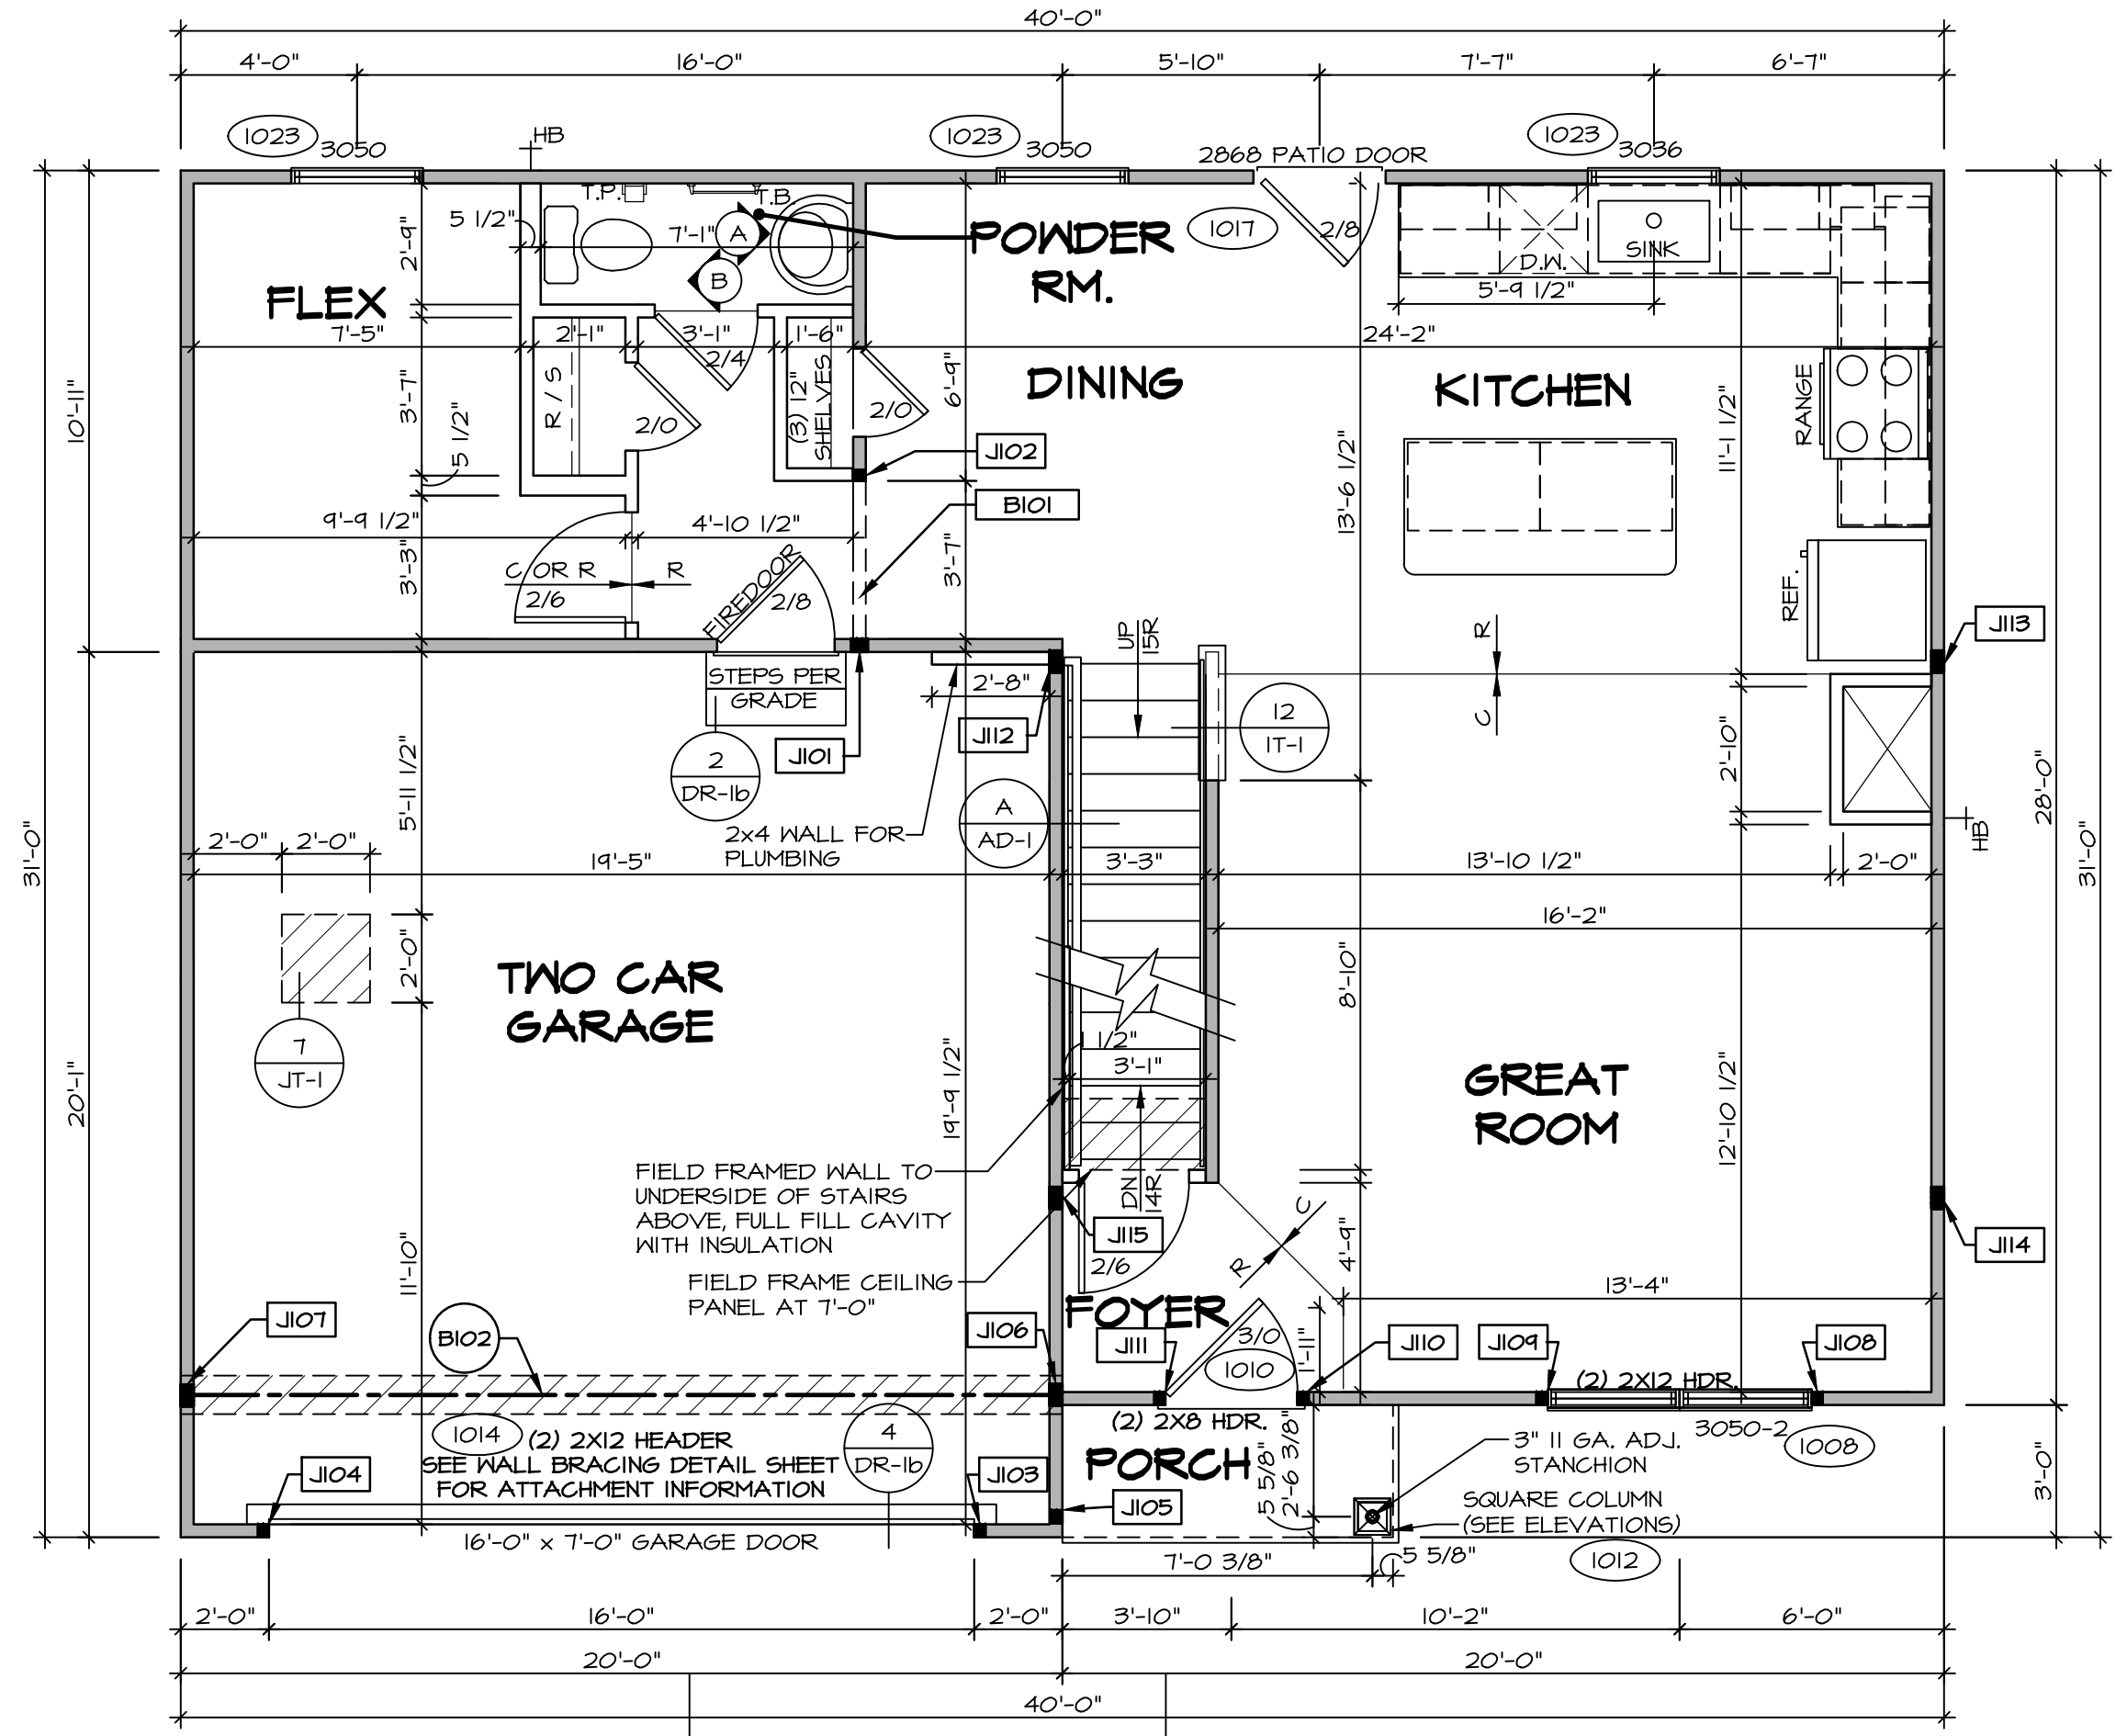 40'-0"
4'-0" 16'-0" 5'-10" 7'-7" 6'-7"
1023 3050 HB 1023 3050 2868 PATIO DOOR 1023 3036
T.P. T.B.
5 1/2" 7'-1" A POWDER 1017 2/8 SINK
RM. D.W.
B
2'-9" FLEX 5'-9 1/2"
7'-5" 2'-1" 3'-1" 1'-6" 24'-2"
2/4
10'-11" 3'-7" R / S (3) 12" 6'-9" DINING KITCHEN 11'-1 1/2" RANGE
SHELVES
5 1/2" 2/0 2/0
J102
13'-6 1/2"
B101
9'-9 1/2" 4'-10 1/2"
3'-3" C OR R R FIREDOOR 3'-7" REF.
2/6 2/8
UP
15R
R
J113
STEPS PER
GRADE
2'-8"
C
J112 12
1T-1
J101
2
DR-1b
5'-11 1/2" 2'-10" 28'-0"
A
AD-1
2x4 WALL FOR
PLUMBING
HB
31'-0" 31'-0"
2'-0" 2'-0" 19'-5" 3'-3" 13'-10 1/2" 2'-0"
16'-2"
2'-0" TWO CAR
GARAGE
8'-10"
1 1/2"
7
JT-1
3'-1"
20'-1" 19'-9 1/2" GREAT
ROOM
12'-10 1/2"
FIELD FRAMED WALL TO
UNDERSIDE OF STAIRS
ABOVE, FULL FILL CAVITY
WITH INSULATION
DN
14R
C
R
J115 J114
11'-10" 2/6 4'-9"
FIELD FRAME CEILING
PANEL AT 7'-0"
13'-4"
FOYER
J107 B102 J106 J111 3/0 1'-11" J110 J109 J108
1010
(2) 2X12 HDR.
1014 (2) 2X12 HEADER
SEE WALL BRACING DETAIL SHEET
FOR ATTACHMENT INFORMATION
4
DR-1b
(2) 2X8 HDR.
PORCH
5 5/8" 2'-6 3/8"
3050-2 1008
3" 11 GA. ADJ.
STANCHION
J104 J103 J105
SQUARE COLUMN
(SEE ELEVATIONS)
3'-0"
16'-0" x 7'-0" GARAGE DOOR
7'-0 3/8" 5 5/8" 1012
2'-0" 16'-0" 2'-0" 3'-10" 10'-2" 6'-0"
20'-0" 20'-0"
40'-0"